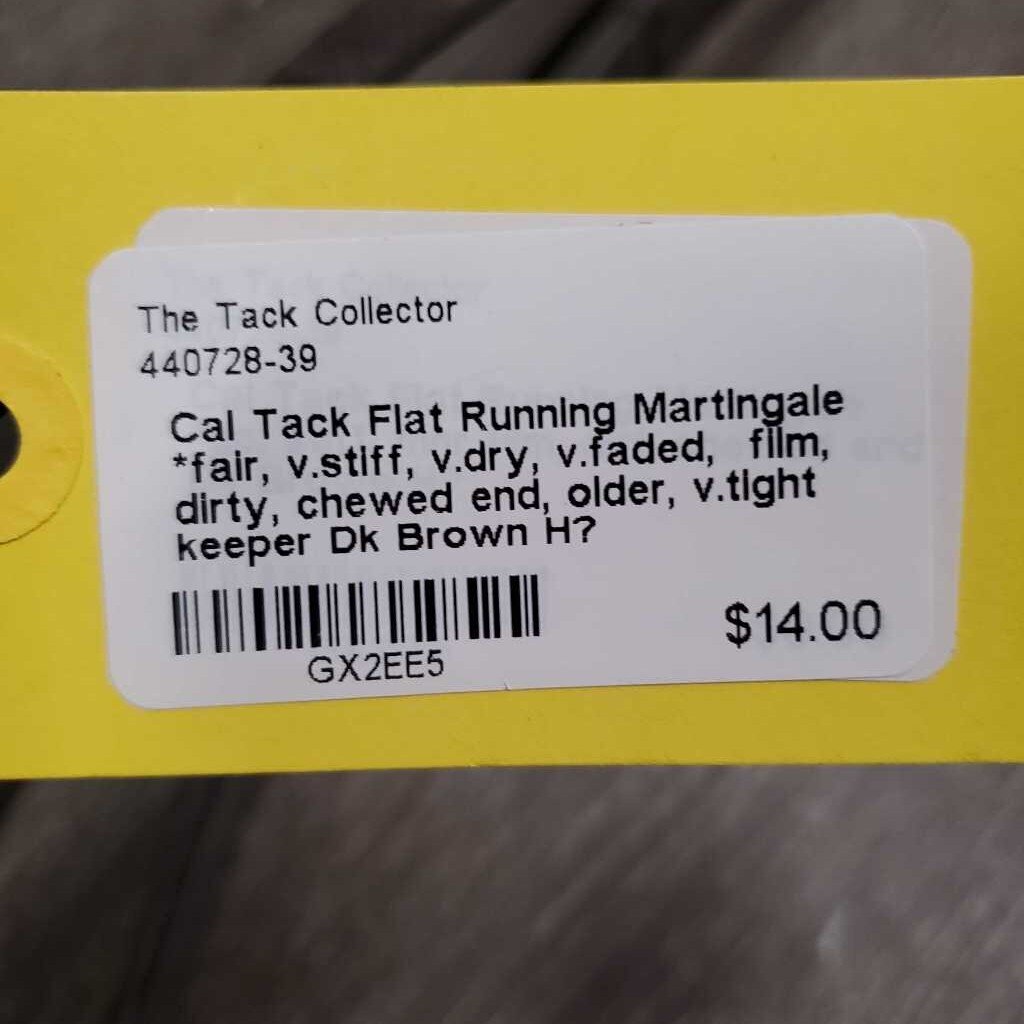 The Tack Collector
440728-39
Cal Tack Flat Running Martingale
*fair, v.stiff, v.dry, v.faded, film,
dirty, chewed end, older, v.tight
keeper Dk Brown H?
GX2EE5
$14.00